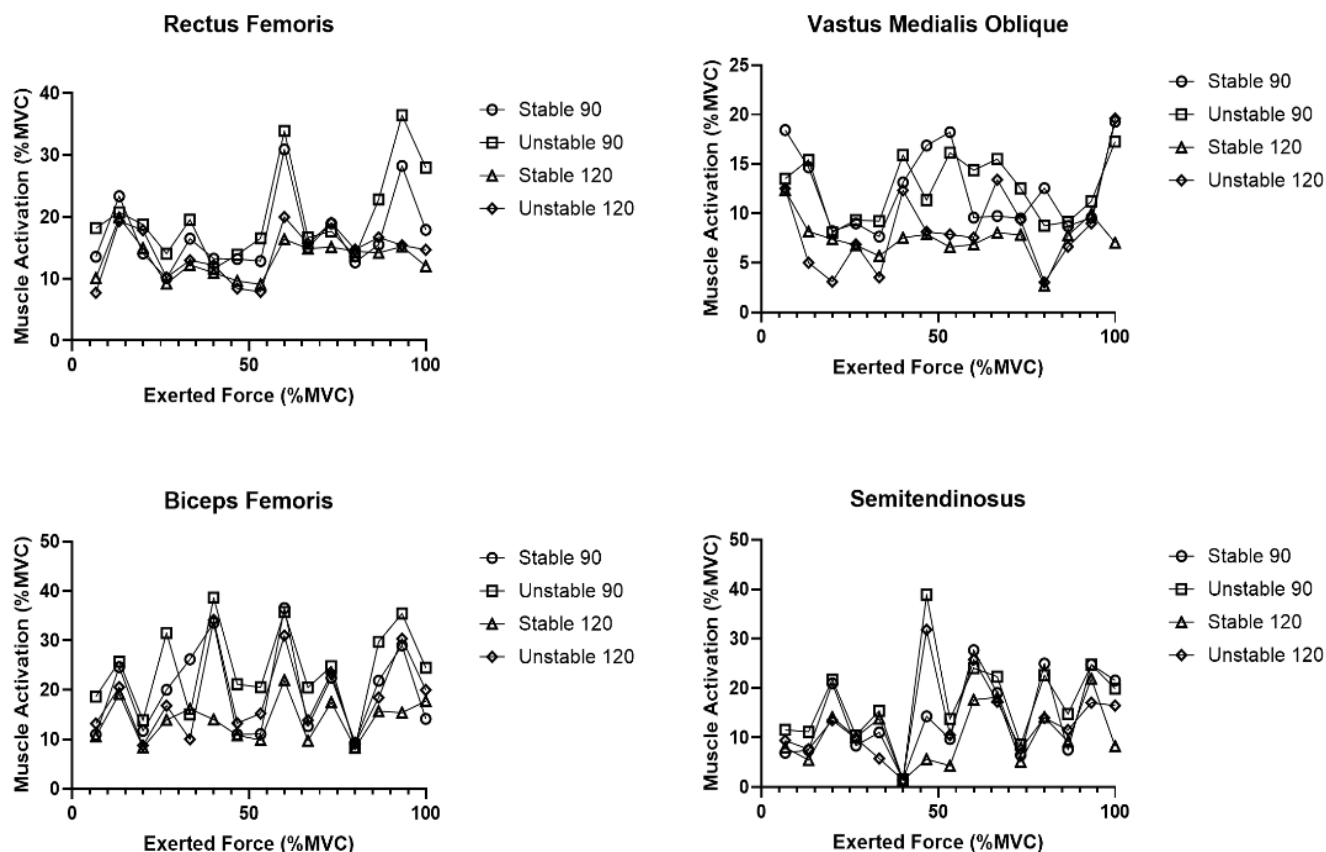 Rectus Femoris
Muscle Activation (%MVC)
40
30
20
10
0
0
50
100
Exerted Force (%MVC)
Stable 90
Unstable 90
Stable 120
Unstable 120
Vastus Medialis Oblique
Muscle Activation (%MVC)
25
20
15
10
5
0
0
50
100
Exerted Force (%MVC)
Stable 90
Unstable 90
Stable 120
Unstable 120
Biceps Femoris
Muscle Activation (%MVC)
50
40
30
20
10
0
0
50
100
Exerted Force (%MVC)
Stable 90
Unstable 90
Stable 120
Unstable 120
Semitendinosus
Muscle Activation (%MVC)
50
40
30
20
10
0
0
50
100
Exerted Force (%MVC)
Stable 90
Unstable 90
Stable 120
Unstable 120